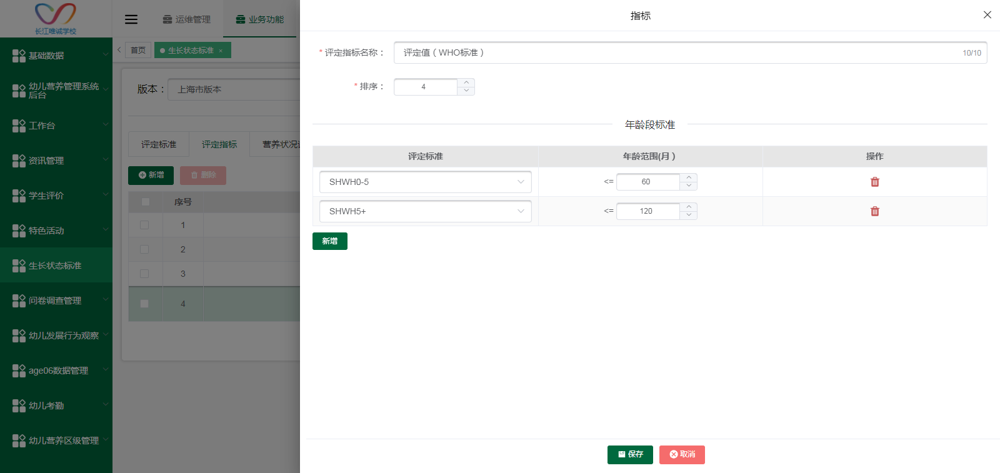 长江唯诚学校
运维管理
业务功能
首页
生长状态标准 ×
基础数据
幼儿营养管理系统
后台
工作台
资讯管理
学生评价
特色活动
生长状态标准
问卷调查管理
幼儿发展行为观察
age06数据管理
幼儿考勤
幼儿营养区级管理
版本：
上海市版本
评定标准
评定指标
营养状况
新增
删除
序号
1
2
3
4
指标
* 评定指标名称：
评定值（WHO标准）
10/10
* 排序：
4
年龄段标准
评定标准
年龄范围(月）
操作
SHWH0-5
<=
60
SHWH5+
<=
120
新增
保存
取消